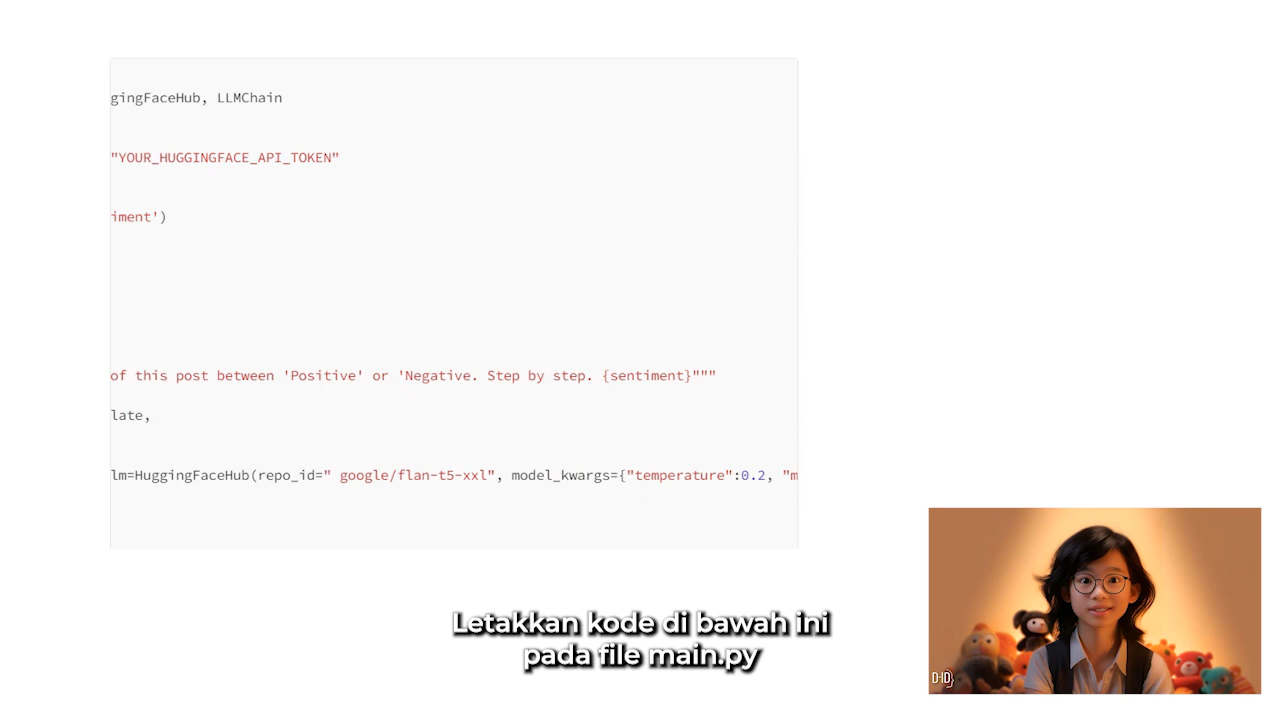 gingFaceHub, LLMChain
"YOUR_HUGGINGFACE_API_TOKEN"
iment')
of this post between 'Positive' or 'Negative. Step by step. {sentiment}"""
late,
lm=HuggingFaceHub(repo_id=" google/flan-t5-xxl", model_kwargs={"temperature":0.2, "m
Letakkan kode di bawah ini
pada file main.py
D-ID